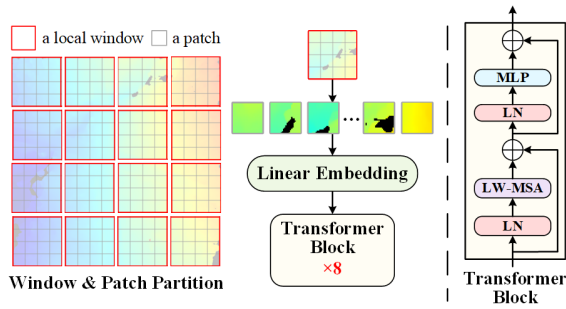 a local window
a patch
Window & Patch Partition
...
Linear Embedding
Transformer
Block
×8
MLP
LN
LW-MSA
LN
Transformer
Block